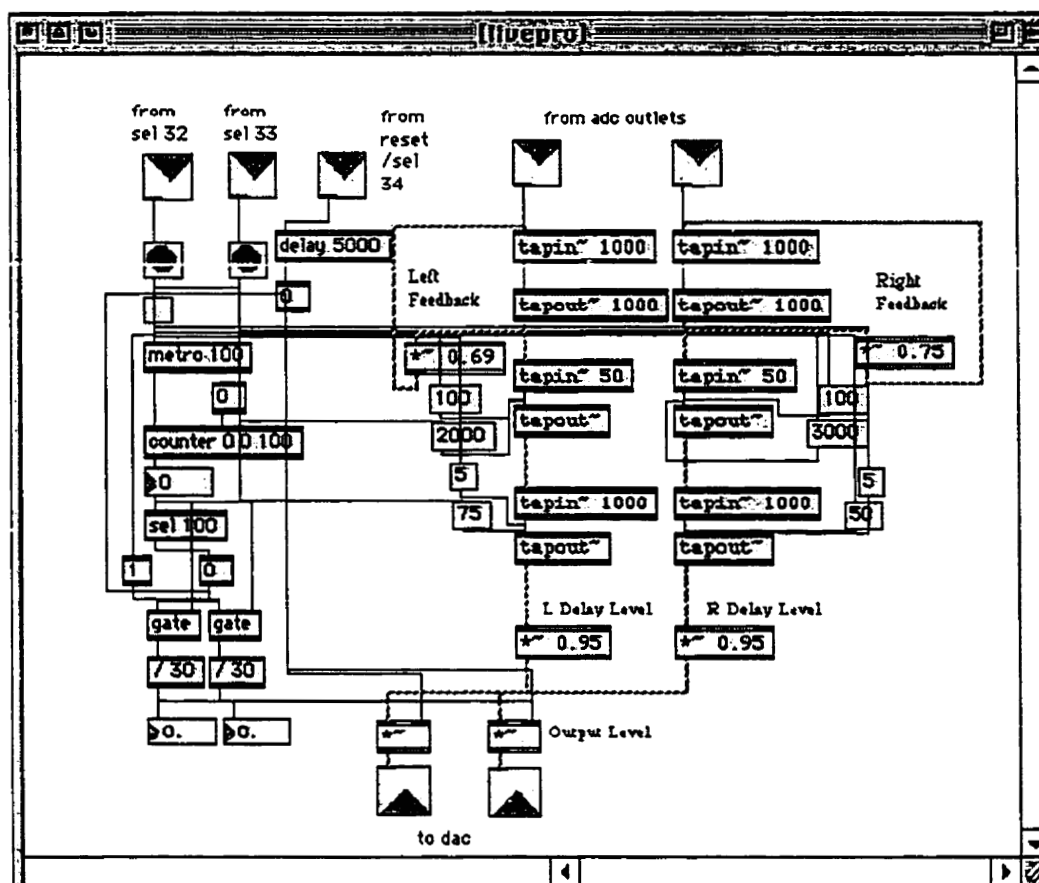 [livepro]
from
sel 32
from
sel 33
from
reset
/sel
34
from adc outlets
delay 5000
tapin~ 1000
tapin~ 1000
Left
Feedback
Right
Feedback
0
tapout~ 1000
tapout~ 1000
metro 100
*~ 0.69
*~ 0.75
tapin~ 50
tapin~ 50
0
100
100
tapout~
tapout~
2000
3000
counter 0 0 100
0
5
5
tapin~ 1000
tapin~ 1000
sel 100
75
50
tapout~
tapout~
1
0
L Delay Level
R Delay Level
gate
gate
*~ 0.95
*~ 0.95
/ 30
/ 30
0.
0.
*~
*~
Output Level
to dac